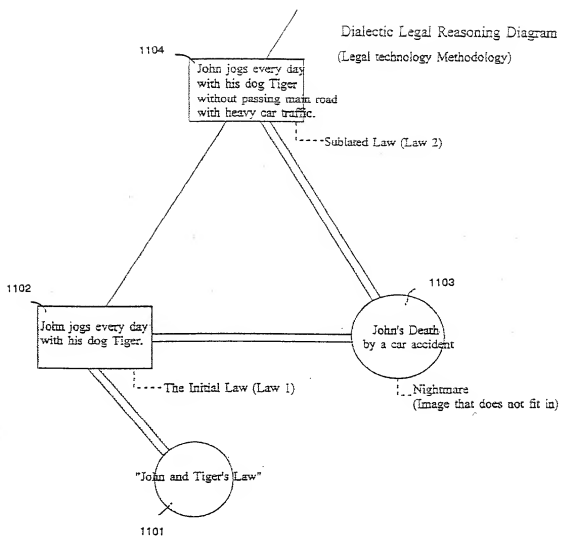 Dialectic Legal Reasoning Diagram
(Legal technology Methodology)
1104
John jogs every day
with his dog Tiger
without passing main road
with heavy car traffic.
Sublated Law (Law 2)
1103
1102
John jogs every day
with his dog Tiger.
John's Death
by a car accident
The Initial Law (Law 1)
Nightmare
(Image that does not fit in)
"John and Tiger's Law"
1101